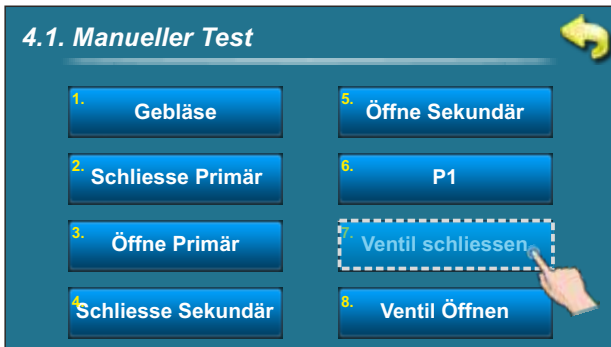 4.1. Manueller Test
1. Gebläse
2. Schliesse Primär
3. Öffne Primär
4. Schliesse Sekundär
5. Öffne Sekundär
6. P1
7. Ventil schliessen
8. Ventil Öffnen